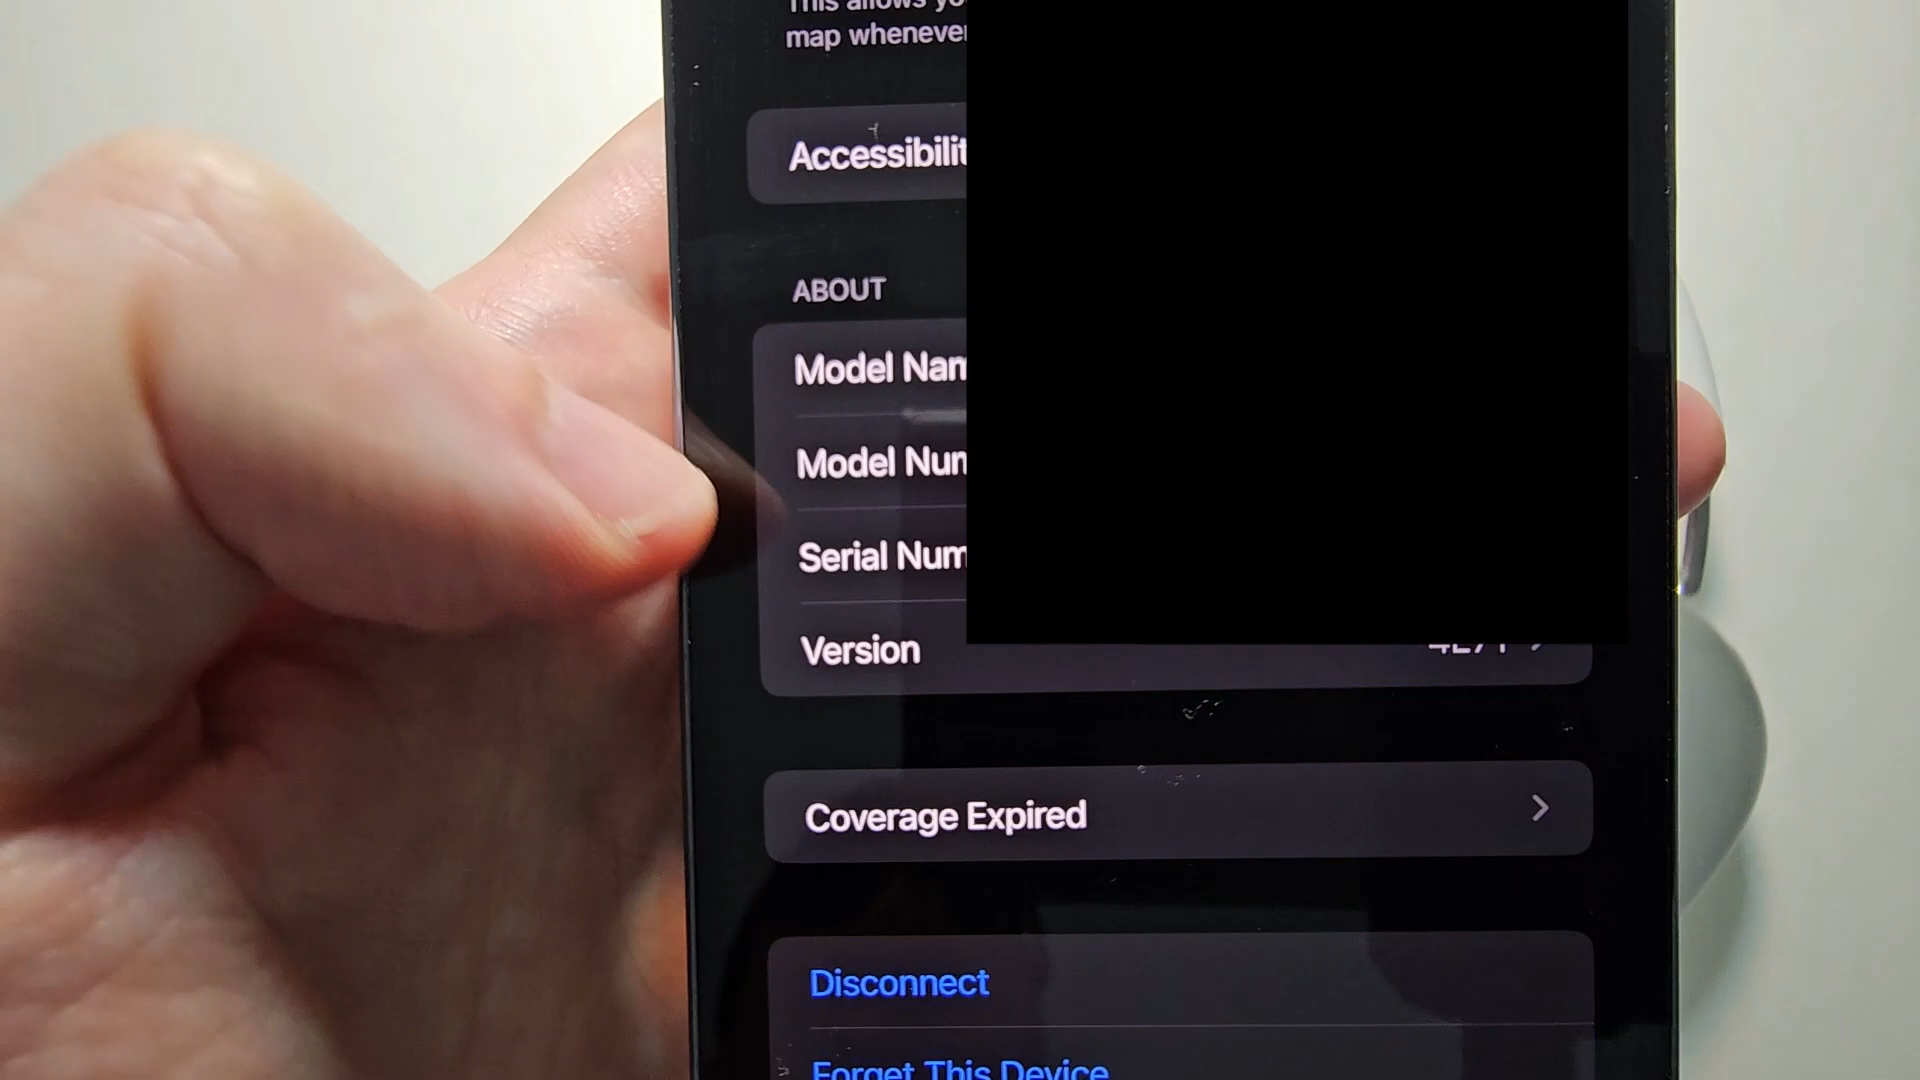 This allows
map whenever
Accessibilit
ABOUT
Model Nam
Model Num
Serial Num
Version
Coverage Expired
Disconnect
Forget This Device